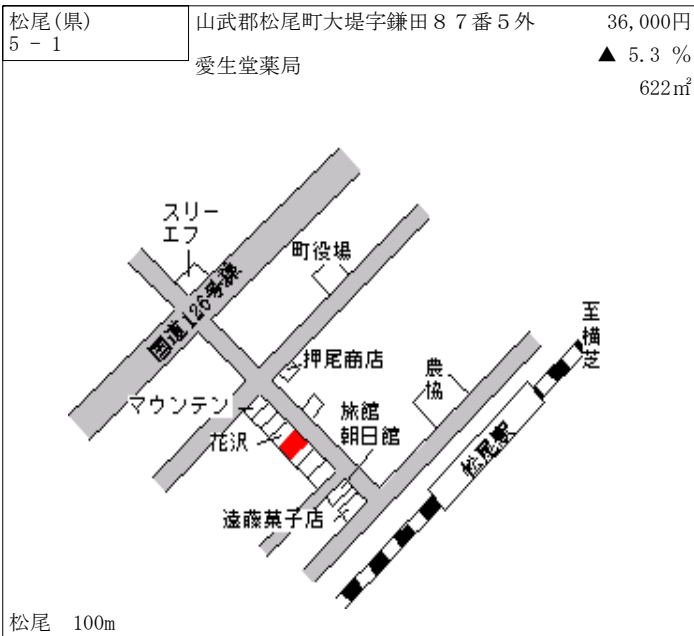 松尾(県)
5 - 1
山武郡松尾町大堤字鎌田８７番５外
愛生堂薬局
36,000円
▲ 5.3 %
622㎡
スリー
エフ
町役場
国道126号線
至横芝
押尾商店
農協
マウンテン
旅館
朝日館
花沢
松尾駅
遠藤菓子店
松尾 100m